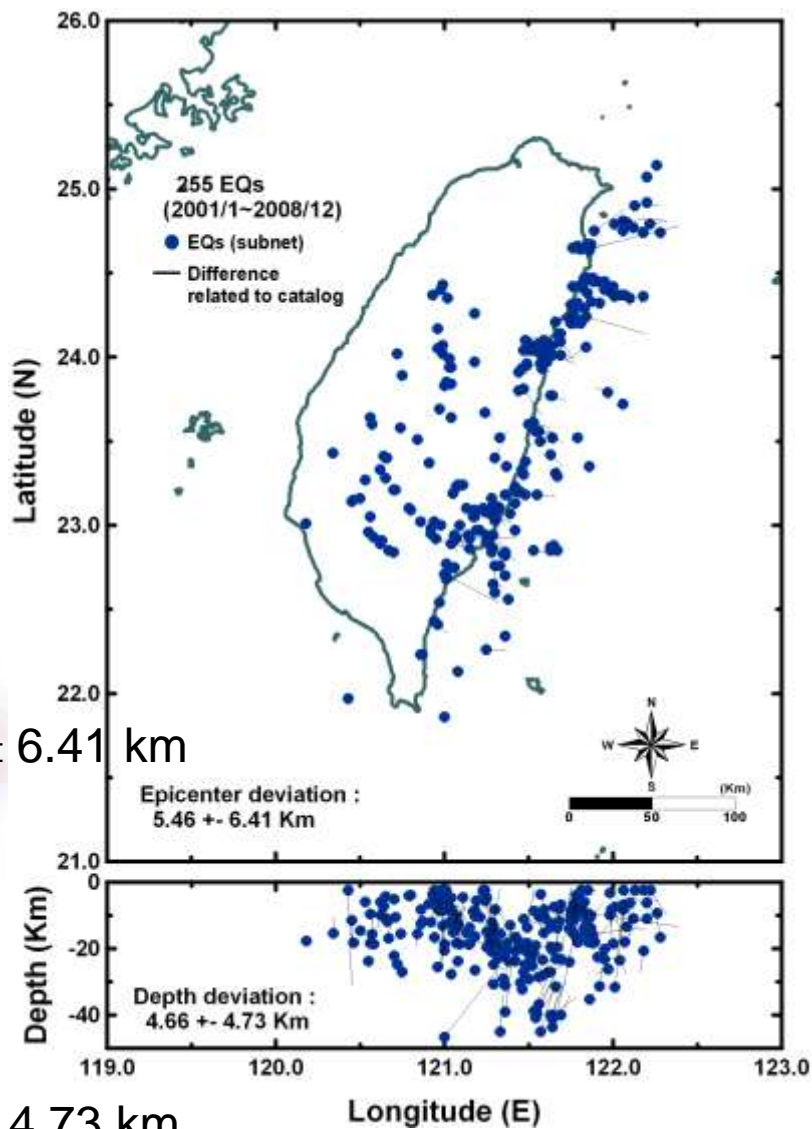 26.0
25.0
24.0
23.0
22.0
21.0
Latitude (N)
255 EQs
(2001/1~2008/12)
EQs (subnet)
Difference
related to catalog
6.41 km
Epicenter deviation :
5.46 +- 6.41 Km
N
W E
S
(Km)
0 50 100
0
-20
-40
Depth (Km)
Depth deviation :
4.66 +- 4.73 Km
119.0 120.0 121.0 122.0 123.0
Longitude (E)
4.73 km